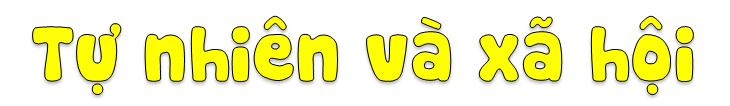 Tự nhiên và xã hội